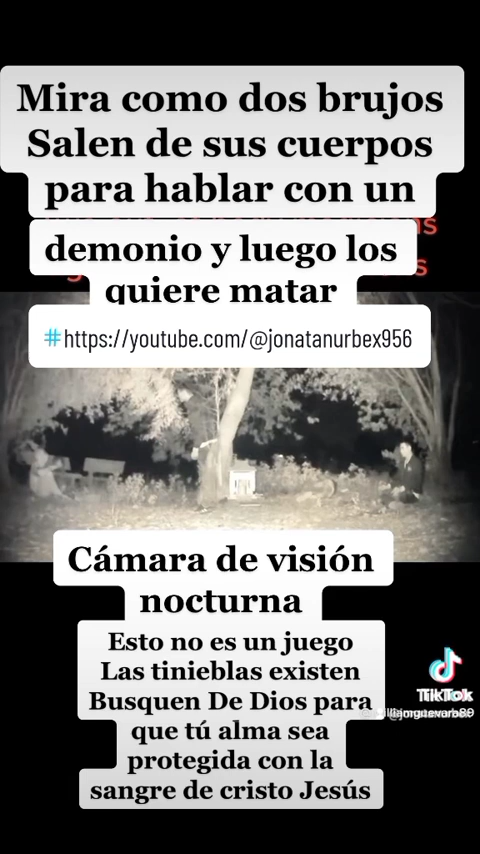 Mira como dos brujos
Salen de sus cuerpos
para hablar con un
demonio y luego los
quiere matar
#https://youtube.com/@jonatanurbex956
Cámara de visión
nocturna
Esto no es un juego
Las tinieblas existen
Busquen De Dios para
que tú alma sea
protegida con la
sangre de cristo Jesús
TikTok